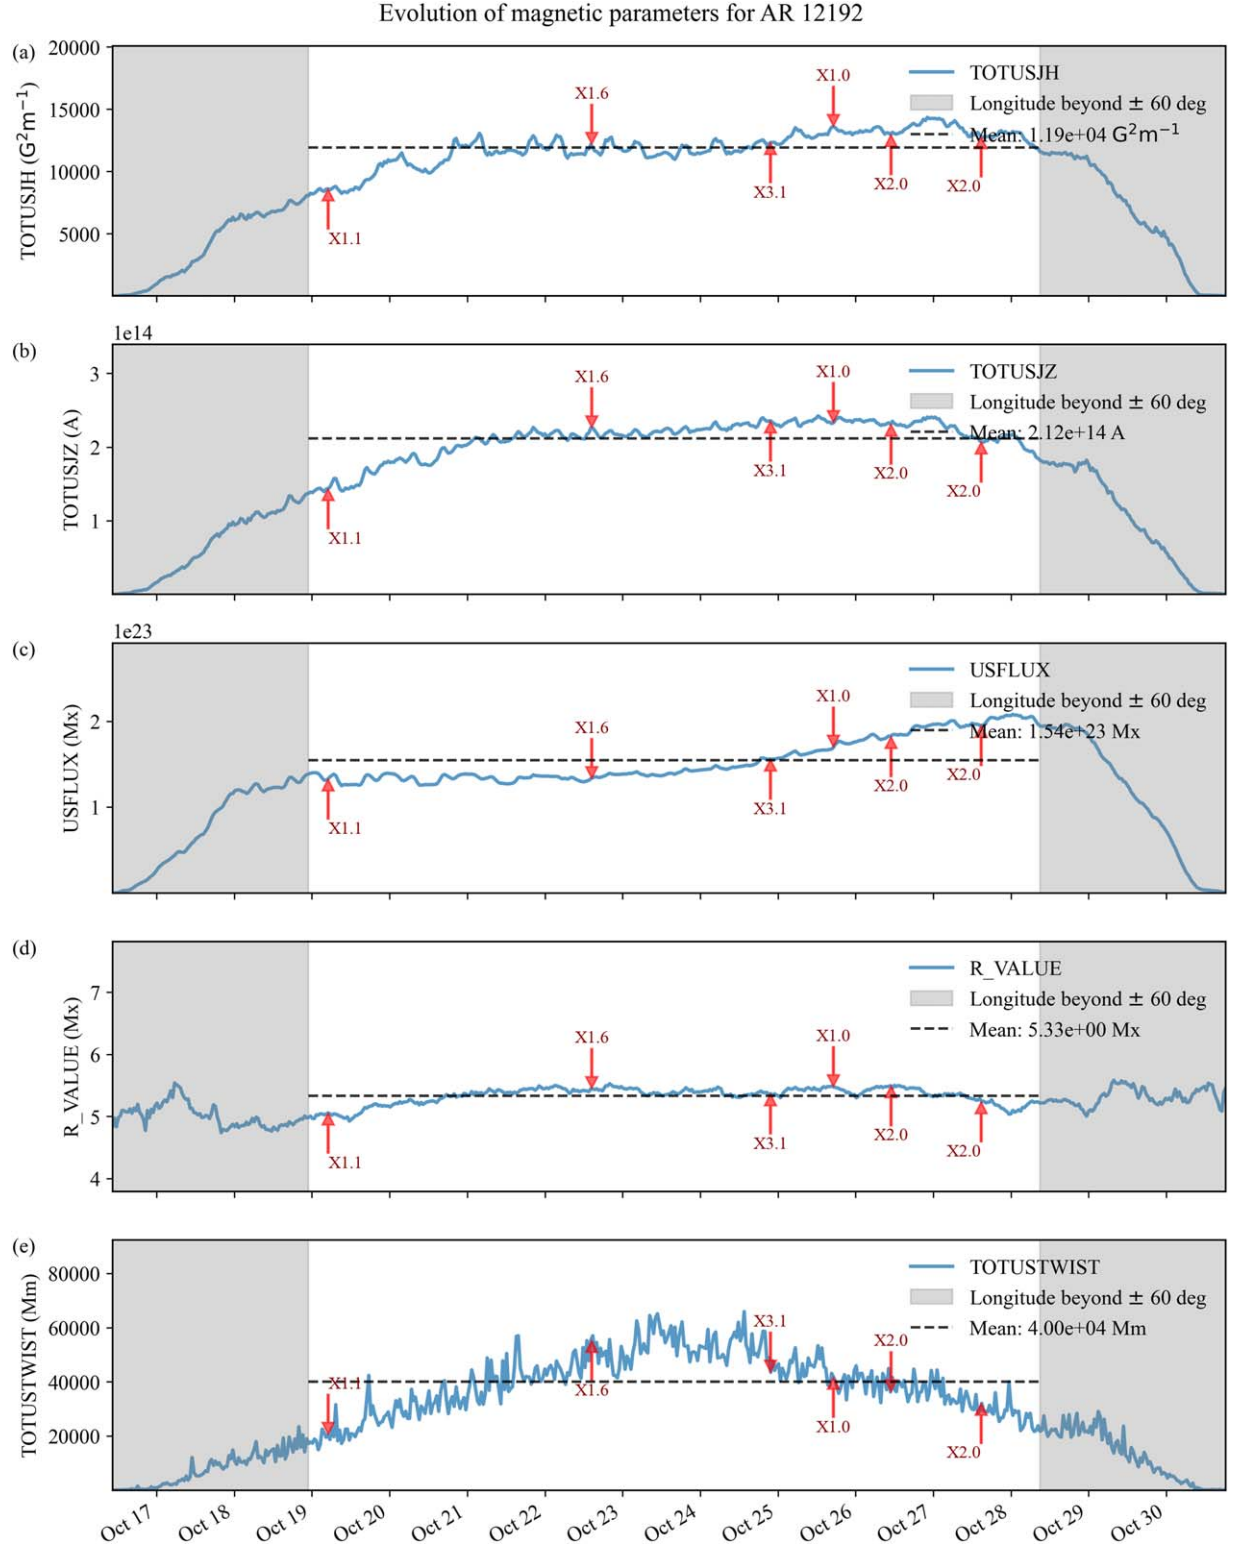 Evolution of magnetic parameters for AR 12192
(a)
20000
15000
10000
5000
TOTUSJH (G²m⁻¹)
X1.1
X1.6
X3.1
X1.0
X2.0
X2.0
TOTUSJH
Longitude beyond ± 60 deg
Mean: 1.19e+04 G²m⁻¹
(b)
1e14
3
2
1
TOTUSJZ (A)
X1.1
X1.6
X3.1
X1.0
X2.0
X2.0
TOTUSJZ
Longitude beyond ± 60 deg
Mean: 2.12e+14 A
(c)
1e23
2
1
USFLUX (Mx)
X1.1
X1.6
X3.1
X1.0
X2.0
X2.0
USFLUX
Longitude beyond ± 60 deg
Mean: 1.54e+23 Mx
(d)
7
6
5
4
R_VALUE (Mx)
X1.1
X1.6
X3.1
X1.0
X2.0
X2.0
R_VALUE
Longitude beyond ± 60 deg
Mean: 5.33e+00 Mx
(e)
80000
60000
40000
20000
TOTUSTWIST (Mm)
X1.1
X1.6
X3.1
X1.0
X2.0
X2.0
TOTUSTWIST
Longitude beyond ± 60 deg
Mean: 4.00e+04 Mm
Oct 17
Oct 18
Oct 19
Oct 20
Oct 21
Oct 22
Oct 23
Oct 24
Oct 25
Oct 26
Oct 27
Oct 28
Oct 29
Oct 30